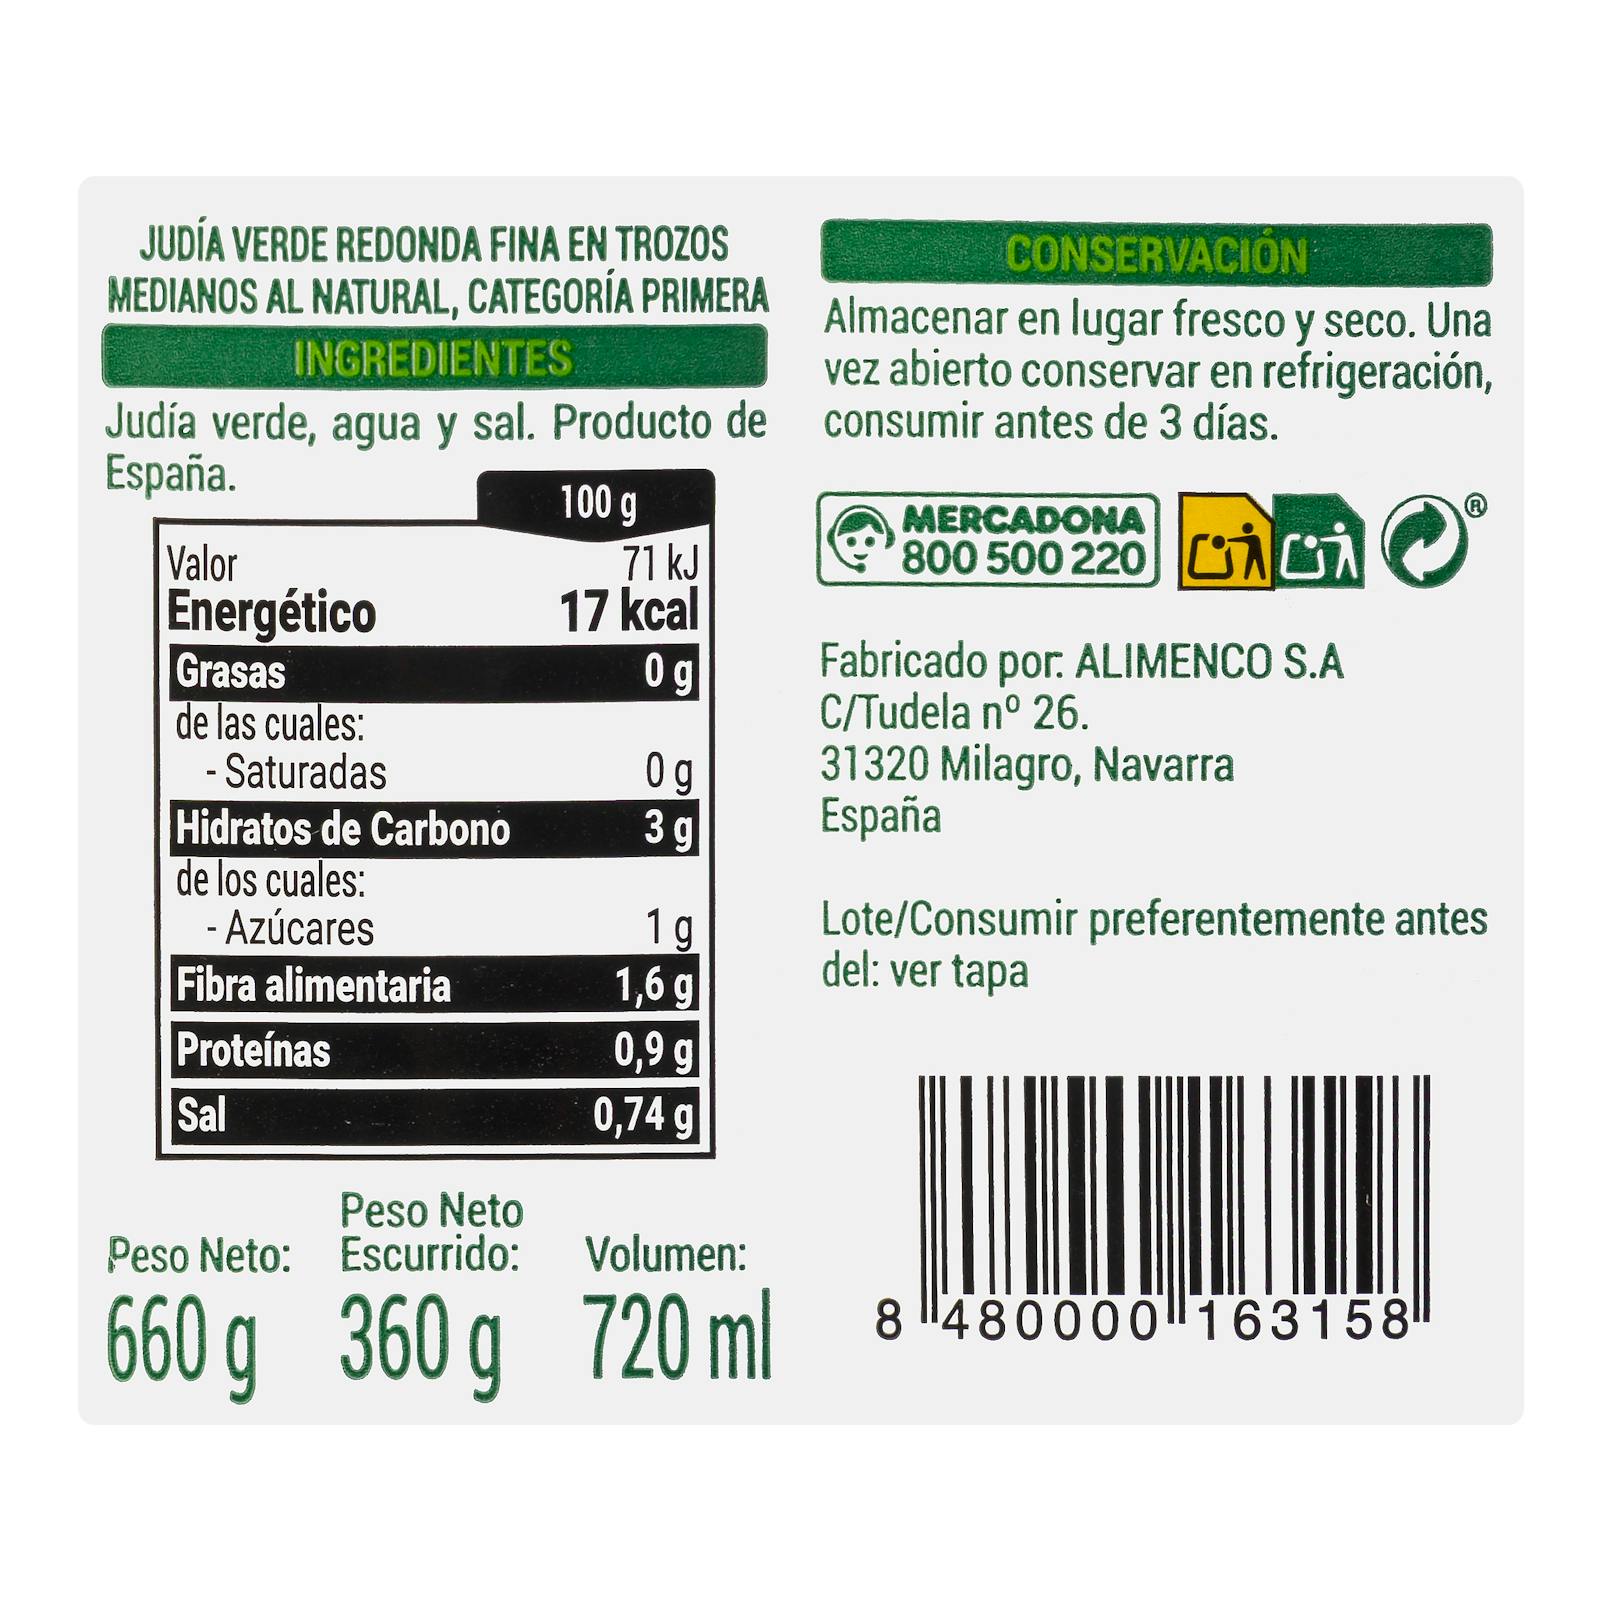 JUDÍA VERDE REDONDA FINA EN TROZOS
MEDIANOS AL NATURAL, CATEGORÍA PRIMERA
INGREDIENTES
Judía verde, agua y sal. Producto de
España.
100 g
Valor 71 kJ
Energético 17 kcal
Grasas 0 g
de las cuales:
- Saturadas 0 g
Hidratos de Carbono 3 g
de los cuales:
- Azúcares 1 g
Fibra alimentaria 1,6 g
Proteínas 0,9 g
Sal 0,74 g
Peso Neto:
660 g
Peso Neto
Escurrido:
360 g
Volumen:
720 ml
CONSERVACIÓN
Almacenar en lugar fresco y seco. Una
vez abierto conservar en refrigeración,
consumir antes de 3 días.
MERCADONA
800 500 220
®
Fabricado por: ALIMENCO S.A
C/Tudela nº 26.
31320 Milagro, Navarra
España
Lote/Consumir preferentemente antes
del: ver tapa
8 480000 163158